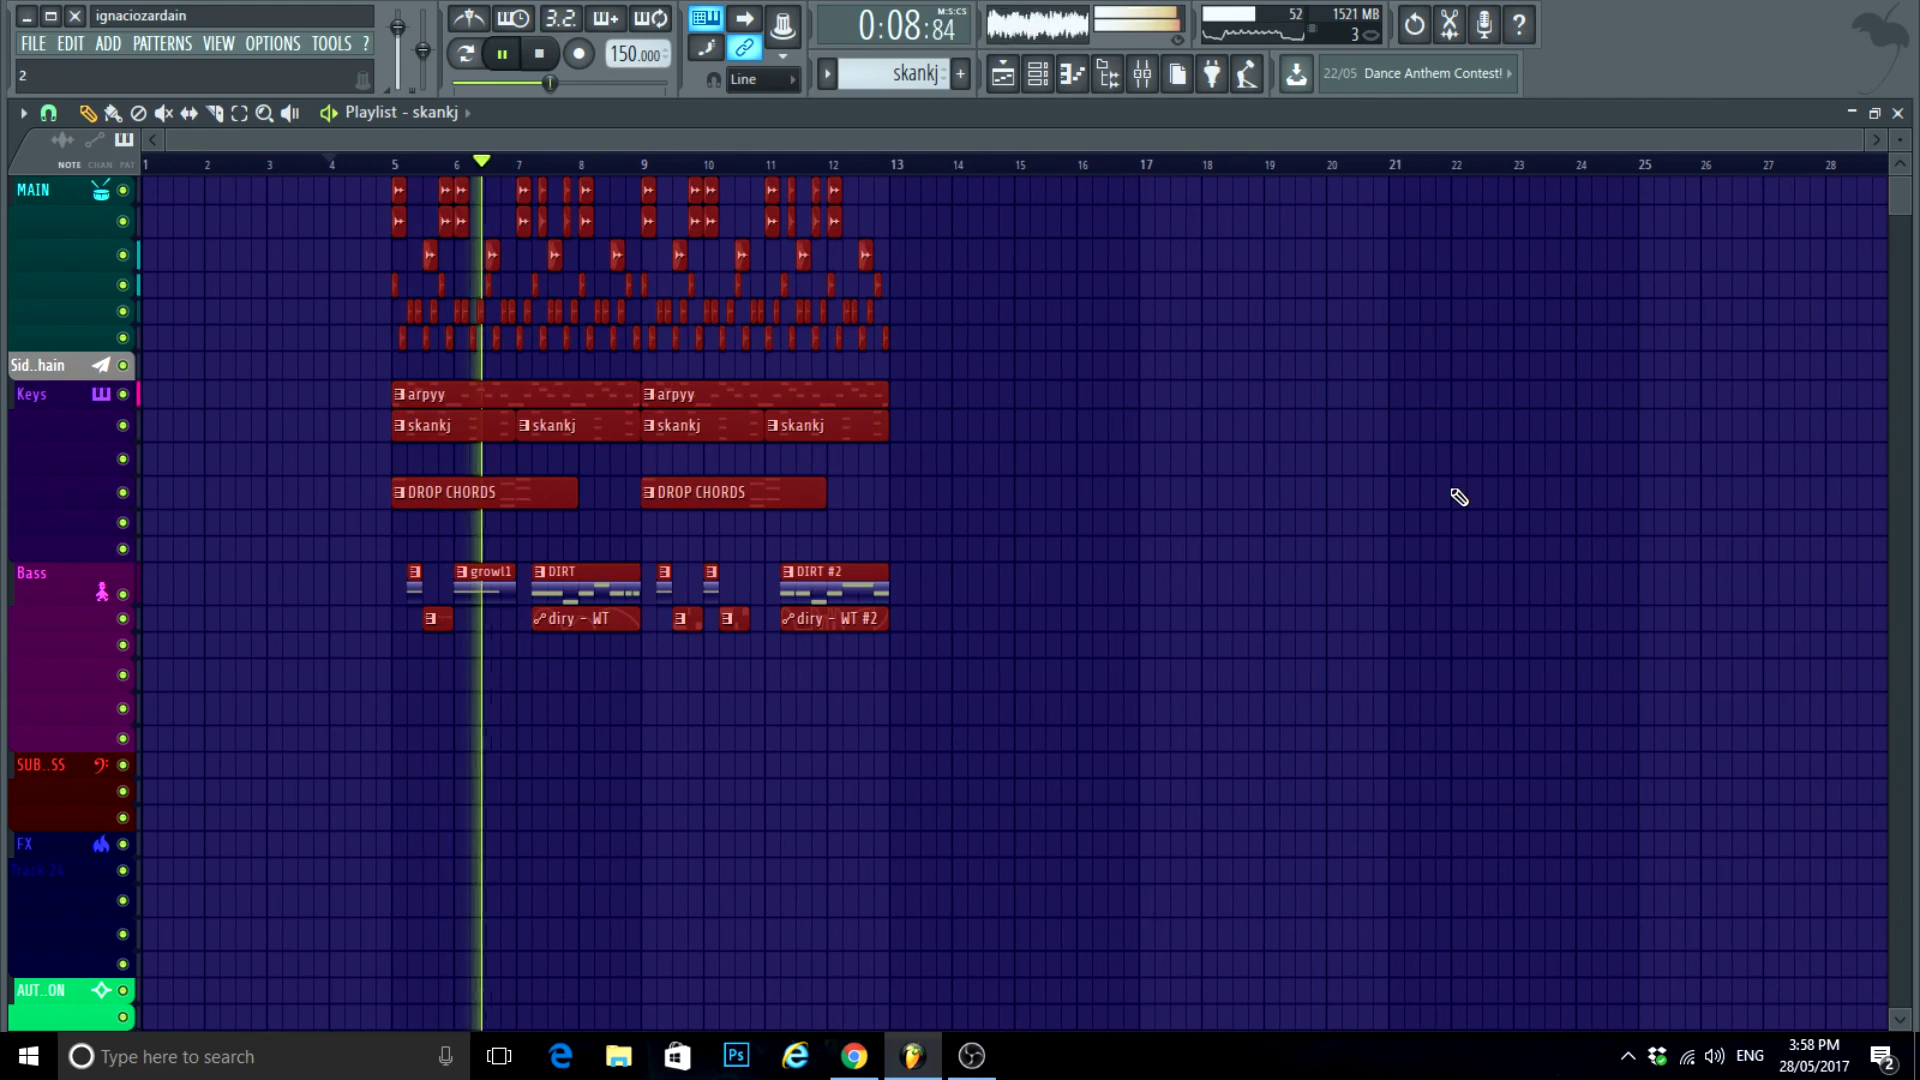 ignaciozardain
FILE EDIT ADD PATTERNS VIEW OPTIONS TOOLS ?
2
3.2.
150.000
Line
0:08:84
M:S:CS
skankj
52
1521 MB
3
22/05 Dance Anthem Contest!
Playlist - skankj
NOTE CHAN PAT
1 2 3 4 5 6 7 8 9 10 11 12 13 14 15 16 17 18 19 20 21 22 23 24 25 26 27 28
MAIN
Sid..hain
Keys
arpyy arpyy
skankj skankj skankj skankj
DROP CHORDS DROP CHORDS
Bass
growl1 DIRT DIRT #2
diry - WT diry - WT #2
SUB..SS
FX
Track 24
AUT..ON
Type here to search
Ps
ENG
3:58 PM
28/05/2017
2